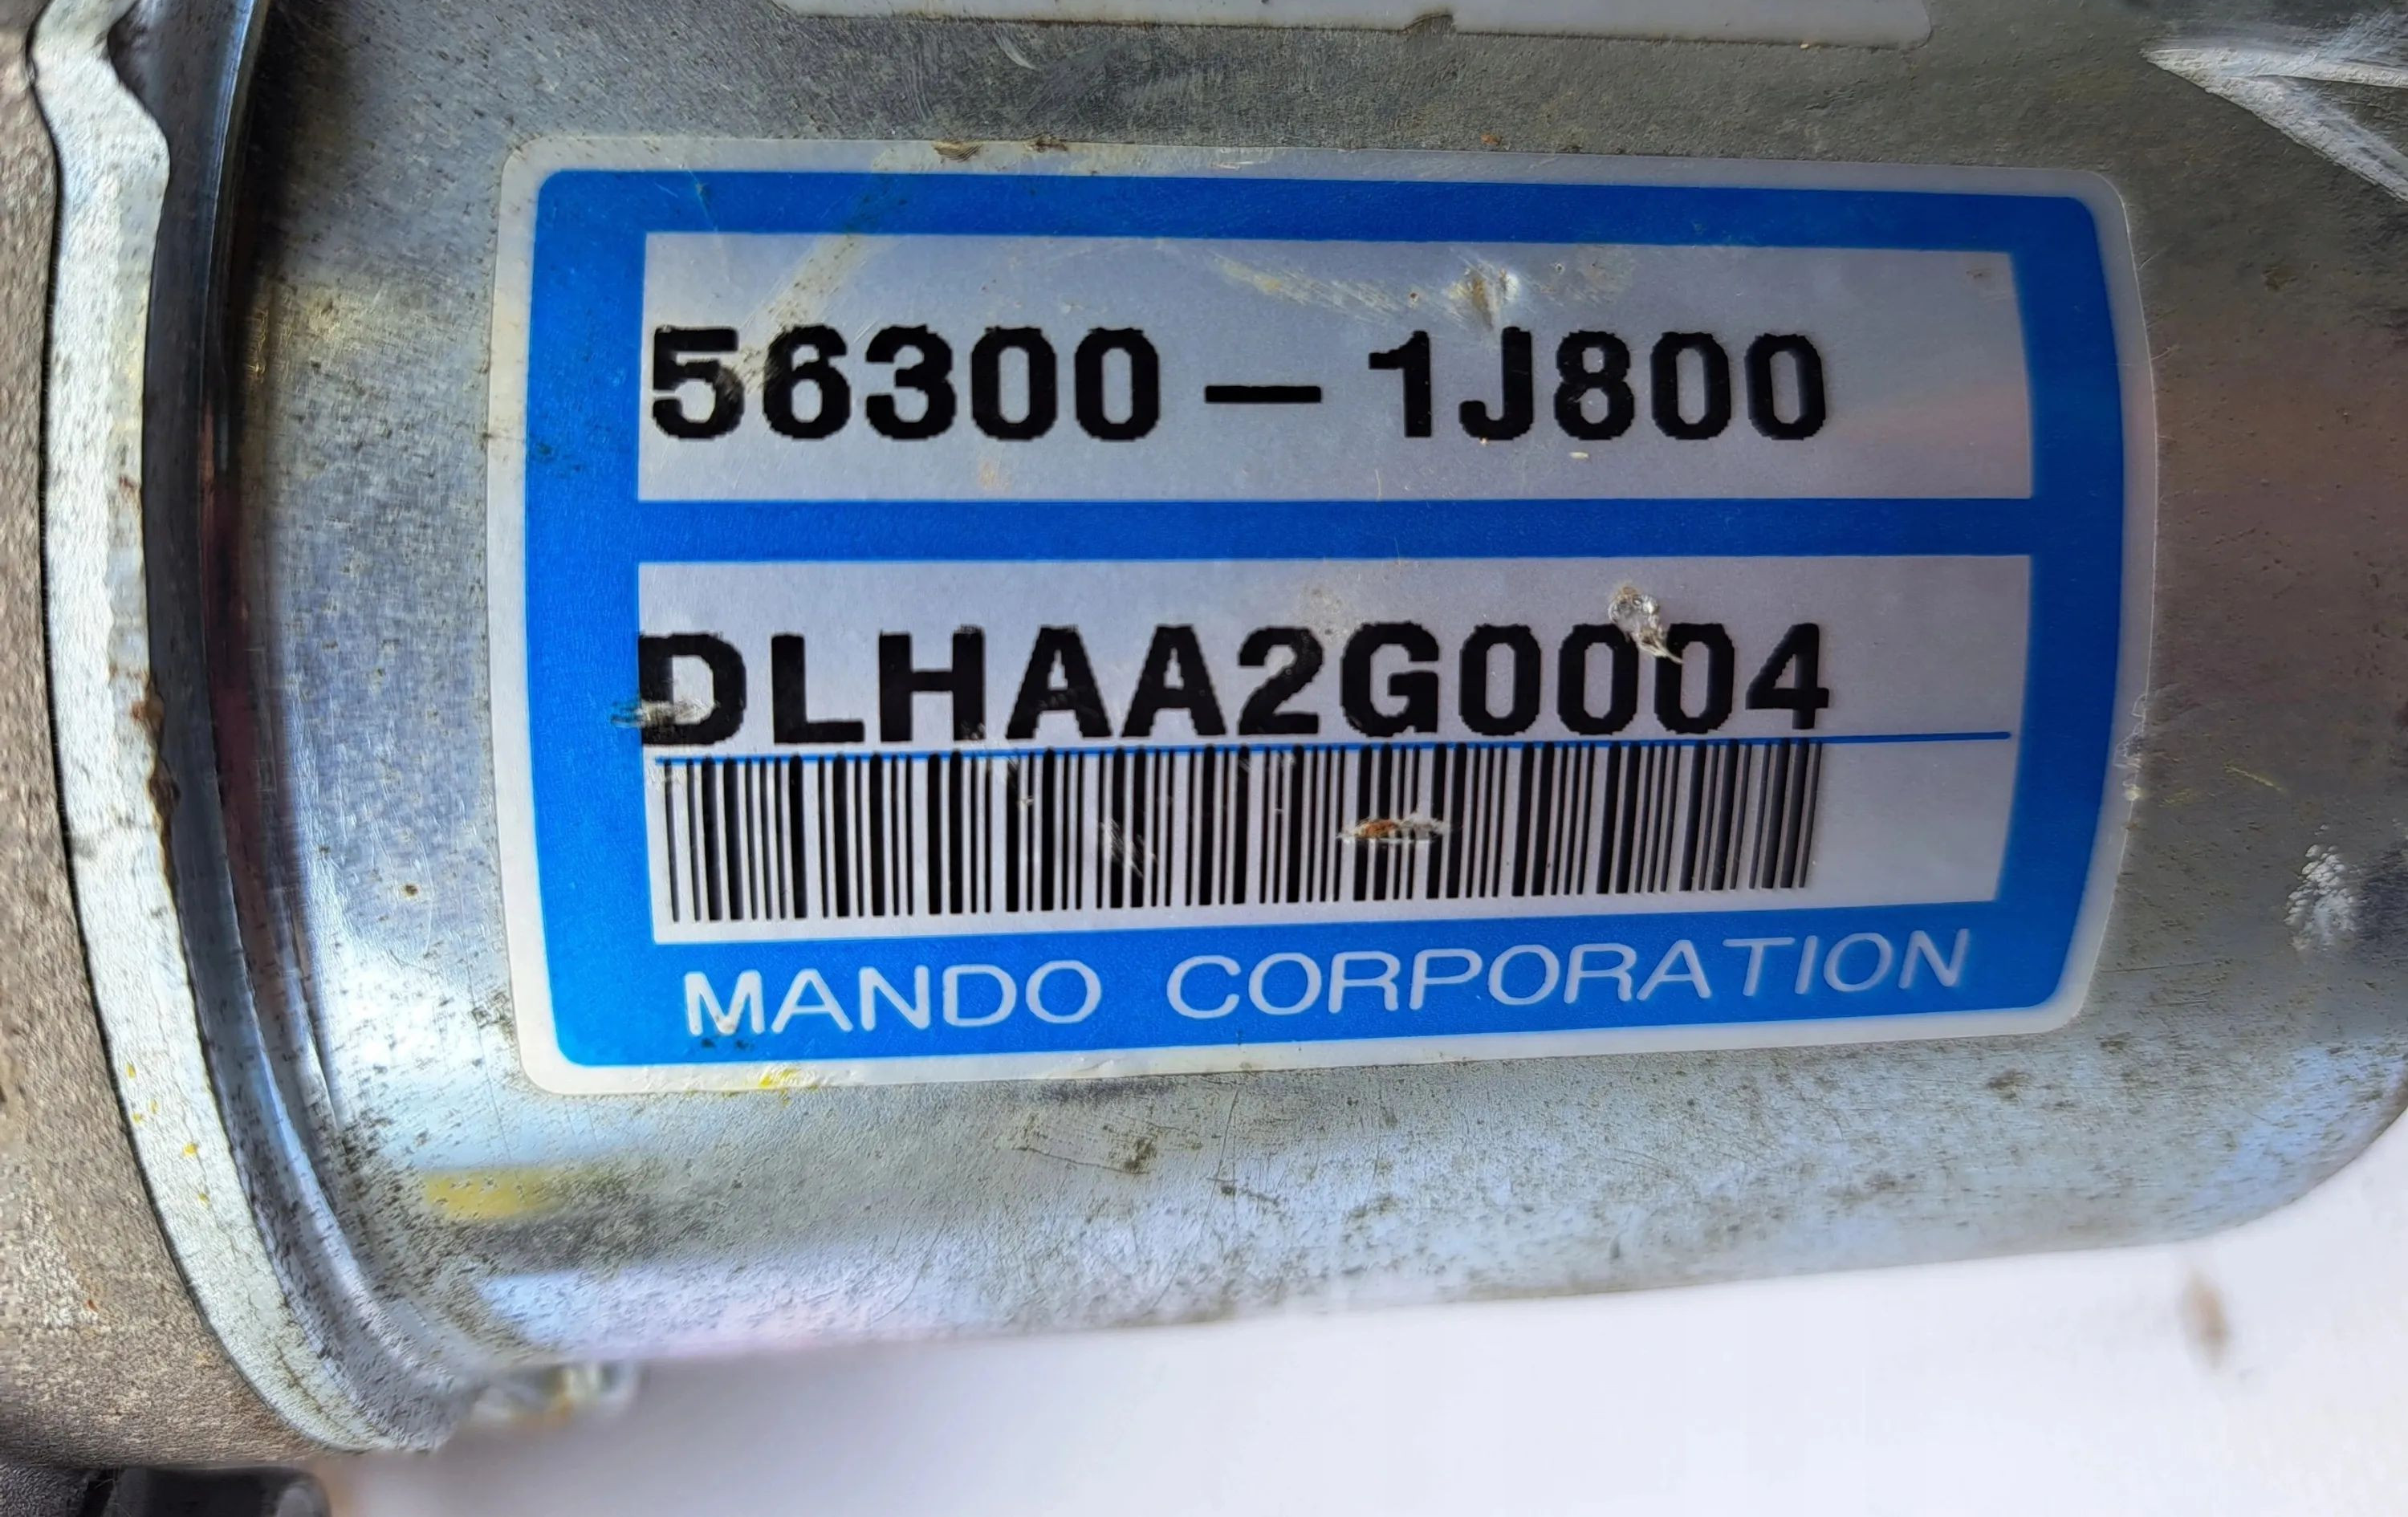 56300-1J800
DLHAA2G0004
MANDO CORPORATION